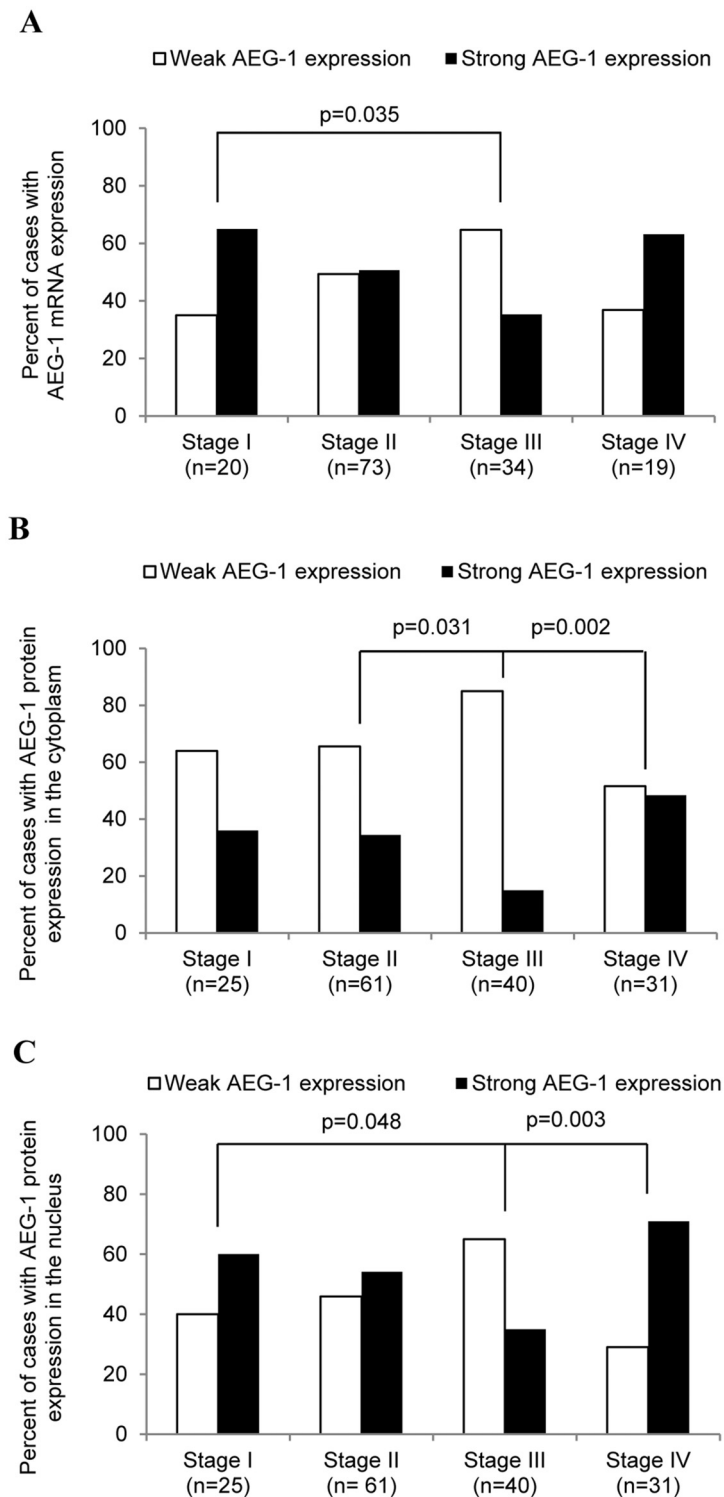 A
Weak AEG-1 expression Strong AEG-1 expression
Percent of cases with
AEG-1 mRNA expression
p=0.035
100
80
60
40
20
0
Stage I Stage II Stage III Stage IV
(n=20) (n=73) (n=34) (n=19)
B
Weak AEG-1 expression Strong AEG-1 expression
Percent of cases with AEG-1 protein
expression in the cytoplasm
p=0.031 p=0.002
100
80
60
40
20
0
Stage I Stage II Stage III Stage IV
(n=25) (n=61) (n=40) (n=31)
C
Weak AEG-1 expression Strong AEG-1 expression
Percent of cases with AEG-1 protein
expression in the nucleus
p=0.048 p=0.003
100
80
60
40
20
0
Stage I Stage II Stage III Stage IV
(n=25) (n= 61) (n=40) (n=31)